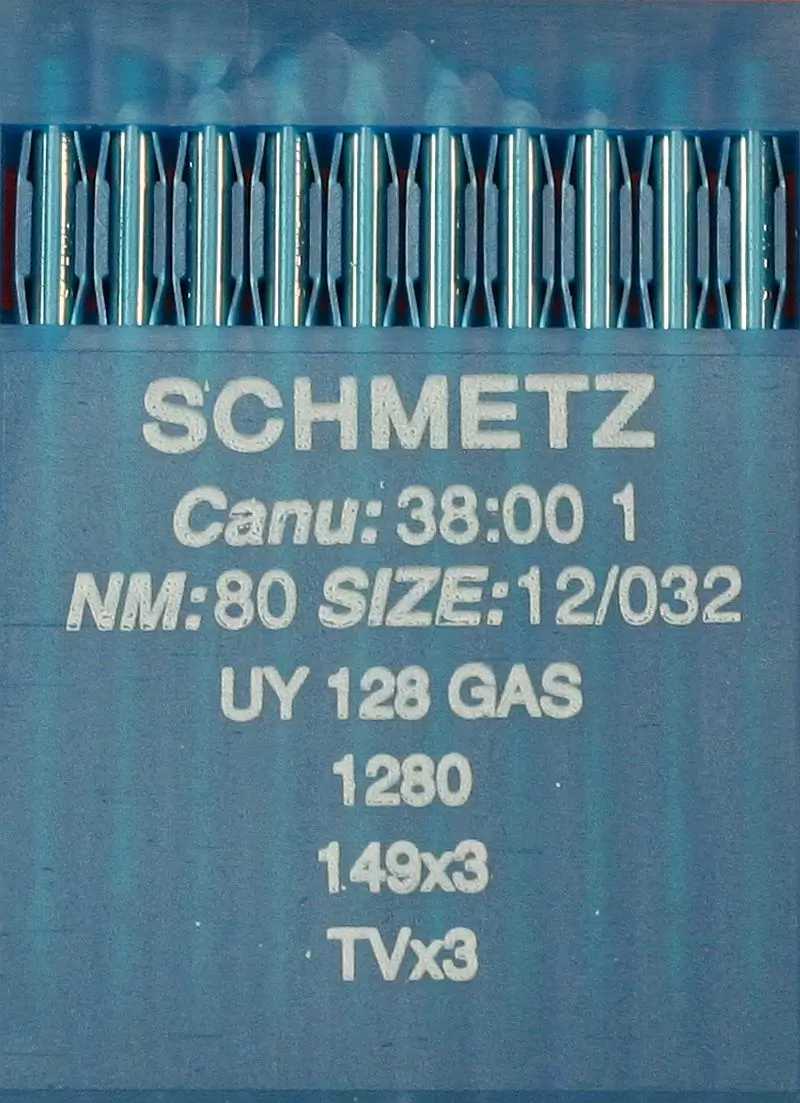 SCHMETZ
Canu: 38:00 1
NM:80 SIZE:12/032
UY 128 GAS
1280
149x3
TVx3